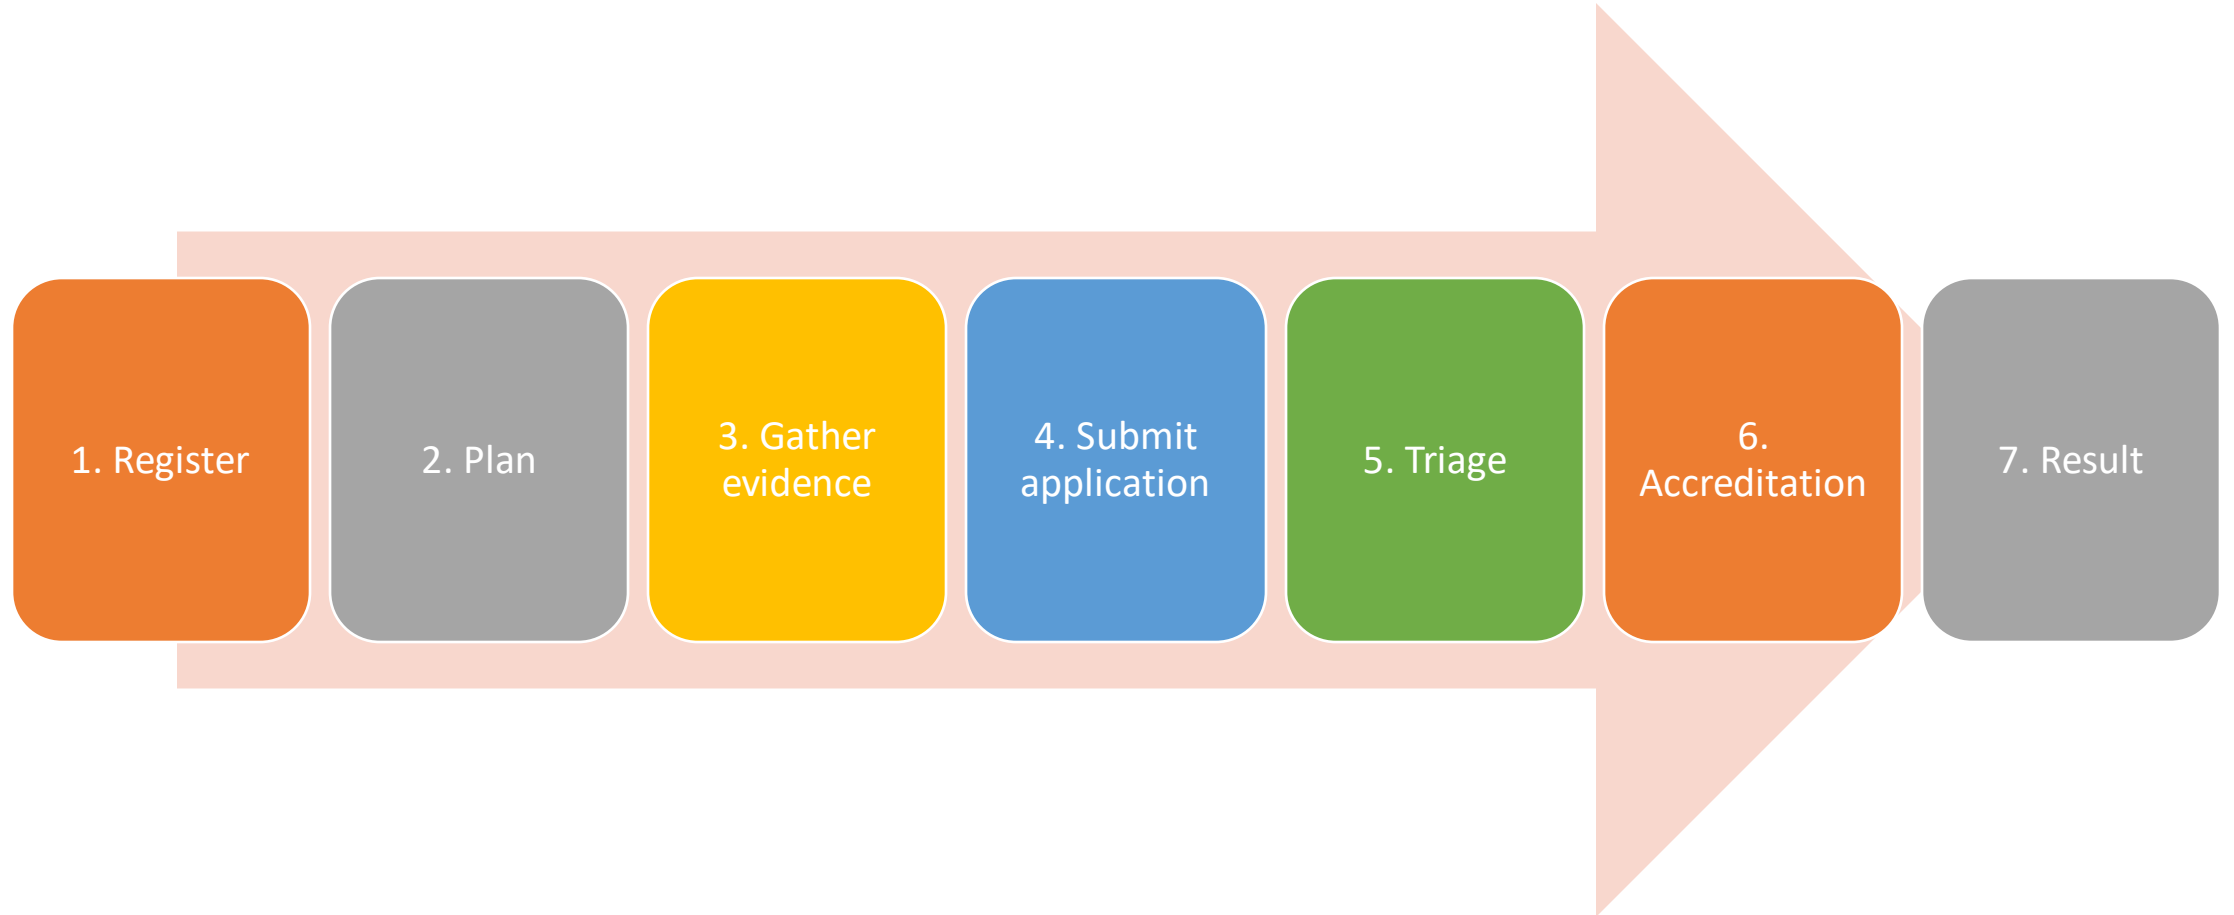 1. Register
2. Plan
3. Gather
evidence
4. Submit
application
5. Triage
6.
Accreditation
7. Result